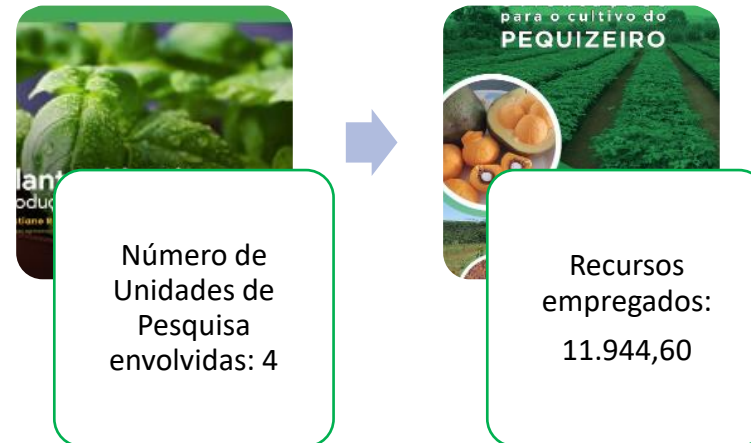 para o cultivo do
PEQUIZEIRO
Número de
Unidades de
Pesquisa
envolvidas: 4
Recursos
empregados:
11.944,60